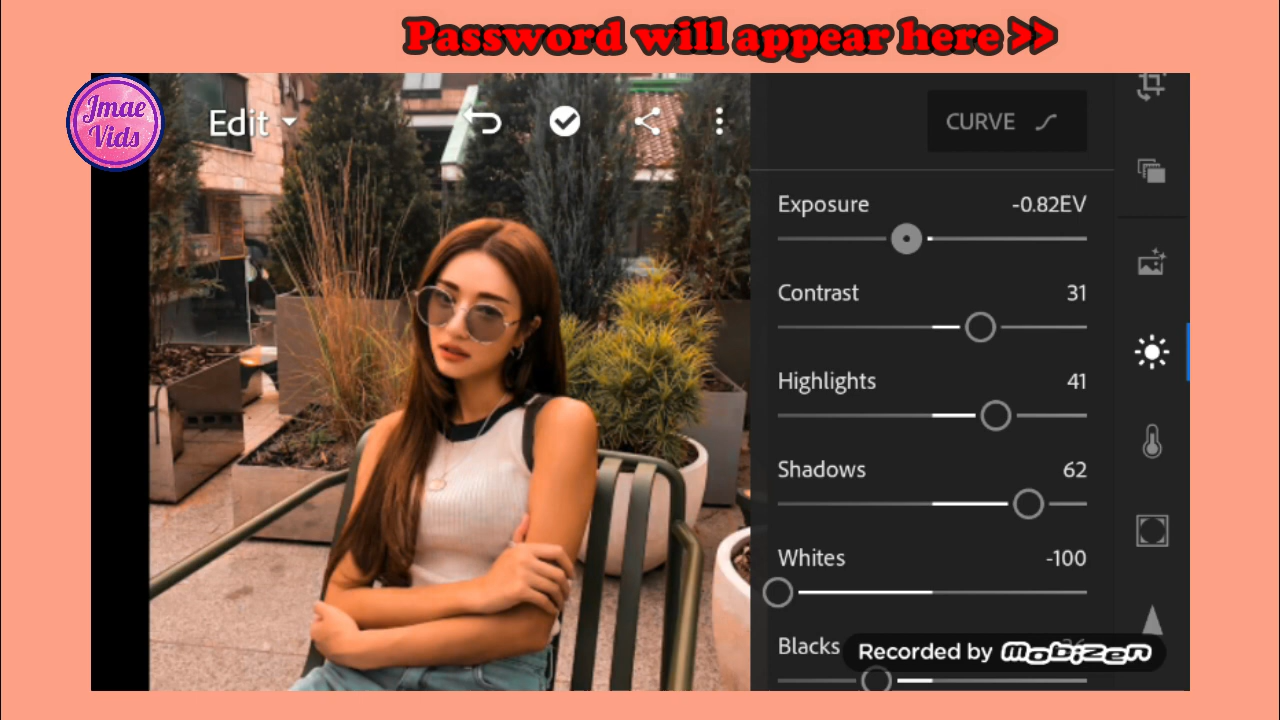 Password will appear here >>
Jmae
Vids
Edit
CURVE
Exposure -0.82EV
Contrast 31
Highlights 41
Shadows 62
Whites -100
Blacks
Recorded by mobizen